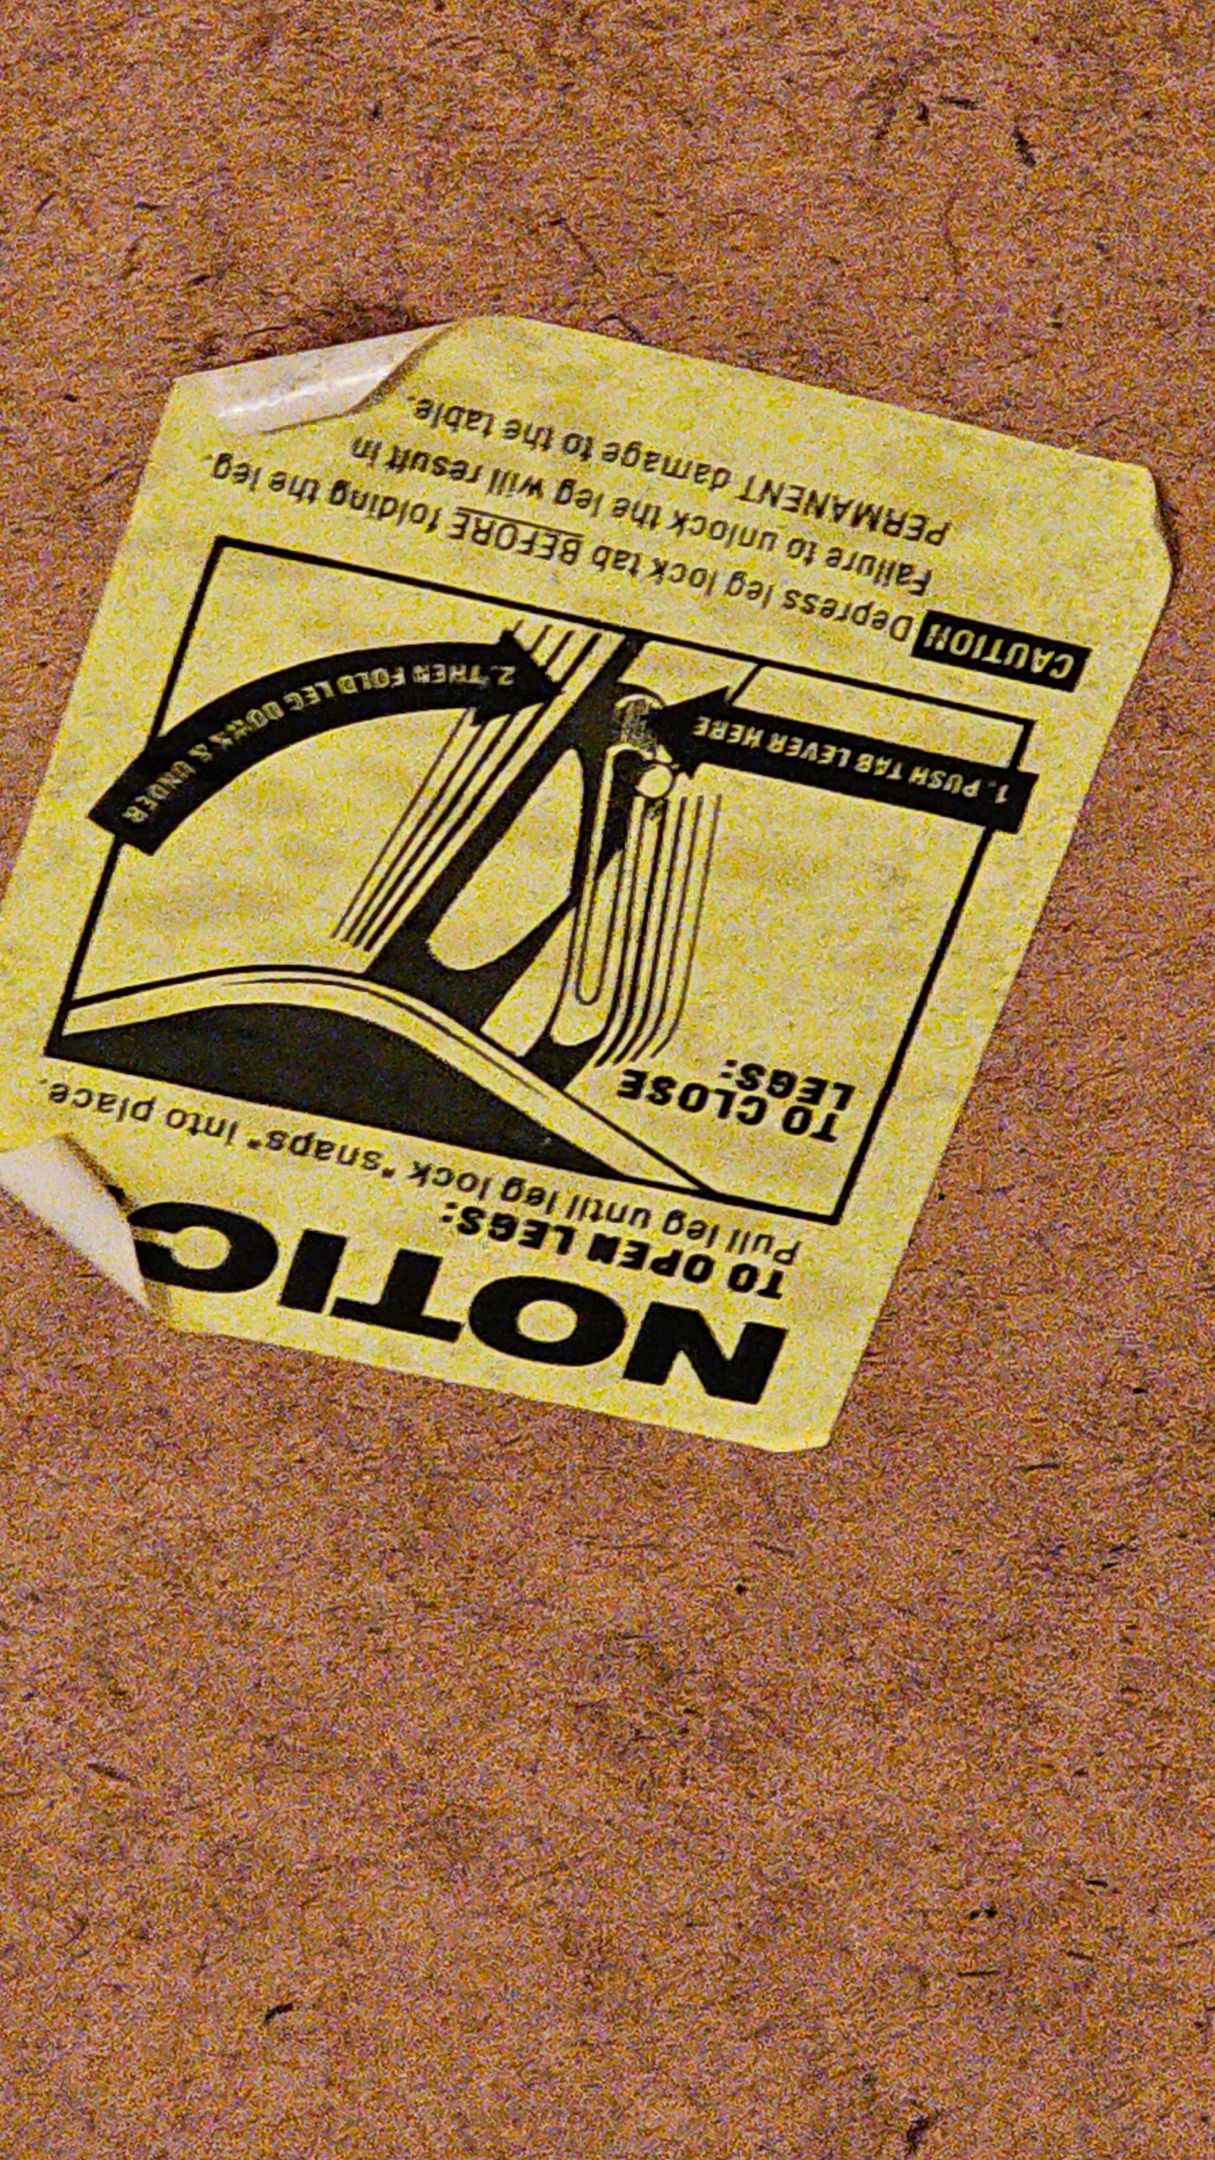 NOTIC
TO OPEN LEGS:
Pull leg until leg lock "snaps" into place.
TO CLOSE
LEGS:
1. PUSH TAB LEVER HERE
2. THEN FOLD LEG DOWN & UNDER
CAUTION Depress leg lock tab BEFORE folding the leg.
Failure to unlock the leg will result in
PERMANENT damage to the table.